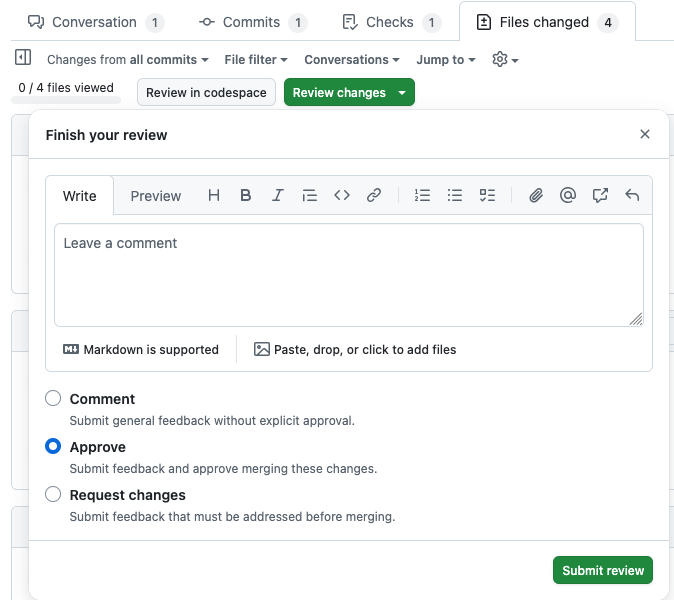 Conversation 1 Commits 1 Checks 1 Files changed 4
Changes from all commits File filter Conversations Jump to
0 / 4 files viewed Review in codespace Review changes
Finish your review
Write Preview
Leave a comment
Markdown is supported Paste, drop, or click to add files
Comment
Submit general feedback without explicit approval.
Approve
Submit feedback and approve merging these changes.
Request changes
Submit feedback that must be addressed before merging.
Submit review